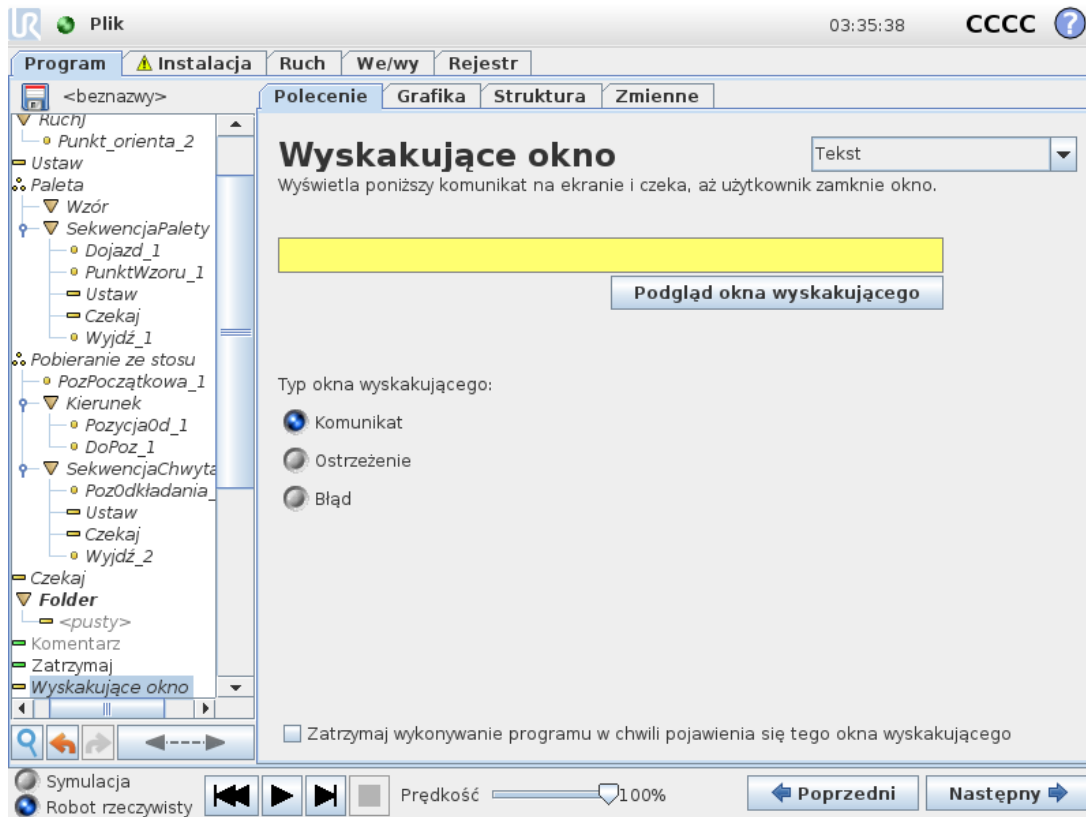 UR Plik 03:35:38 CCCC ?
Program Instalacja Ruch We/wy Rejestr
<beznazwy>
Polecenie Grafika Struktura Zmienne
RuchJ
Punkt_orienta_2
Ustaw
Paleta
Wzór
SekwencjaPalety
Dojazd_1
PunktWzoru_1
Ustaw
Czekaj
Wyjdź_1
Pobieranie ze stosu
PozPoczątkowa_1
Kierunek
PozycjaOd_1
DoPoz_1
SekwencjaChwyta
PozOdkładania_
Ustaw
Czekaj
Wyjdź_2
Czekaj
Folder
<pusty>
Komentarz
Zatrzymaj
Wyskakujące okno
Wyskakujące okno
Tekst
Wyświetla poniższy komunikat na ekranie i czeka, aż użytkownik zamknie okno.
Podgląd okna wyskakującego
Typ okna wyskakującego:
Komunikat
Ostrzeżenie
Błąd
Zatrzymaj wykonywanie programu w chwili pojawienia się tego okna wyskakującego
Symulacja
Robot rzeczywisty
Prędkość 100%
Poprzedni
Następny